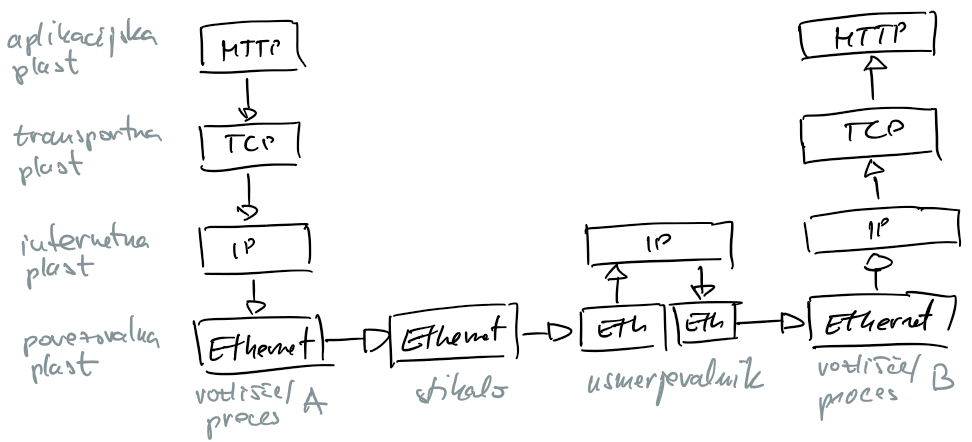 aplikacijska
plast
HTTP
HTTP
transportna
plast
TCP
TCP
internetna
plast
IP
IP
IP
povezovalna
plast
Ethernet
Ethernet
Eth
Eth
Ethernet
vozlišče/
proces A
stikalo
usmerjevalnik
vozlišče/
proces B